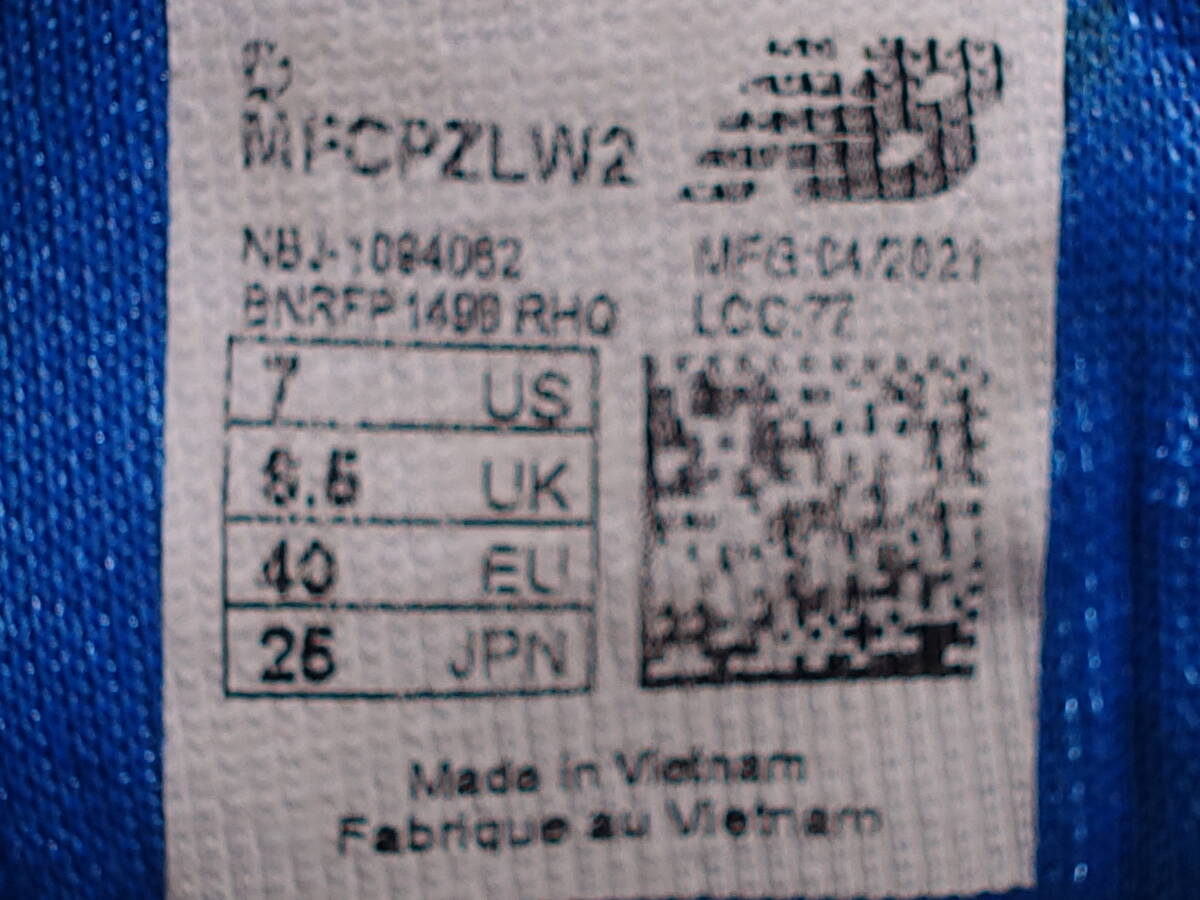 D
MFCPZLW2
NBJ-1094062
BNRFP1499 RHQ
MFG:04/2021
LCC:77
7 US
6.5 UK
40 EU
25 JPN
Made in Vietnam
Fabrique au Vietnam